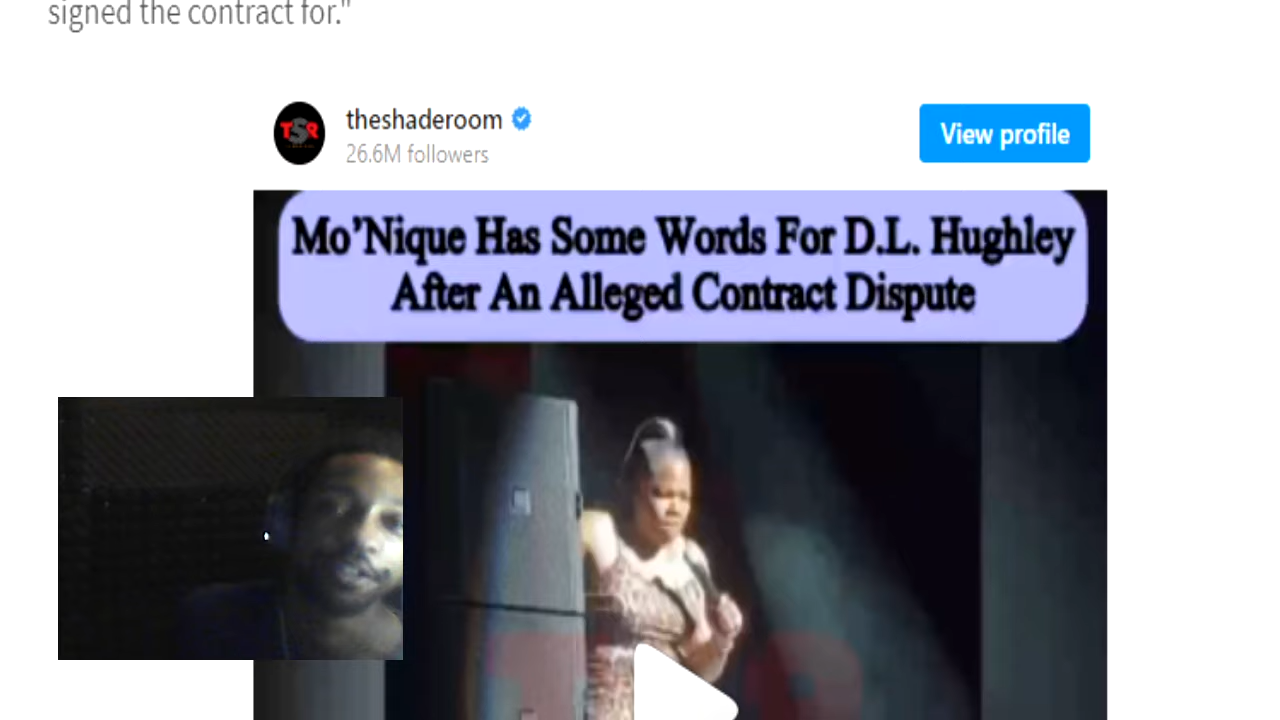 signed the contract for."
TSR
theshaderoom
26.6M followers
View profile
Mo'Nique Has Some Words For D.L. Hughley
After An Alleged Contract Dispute